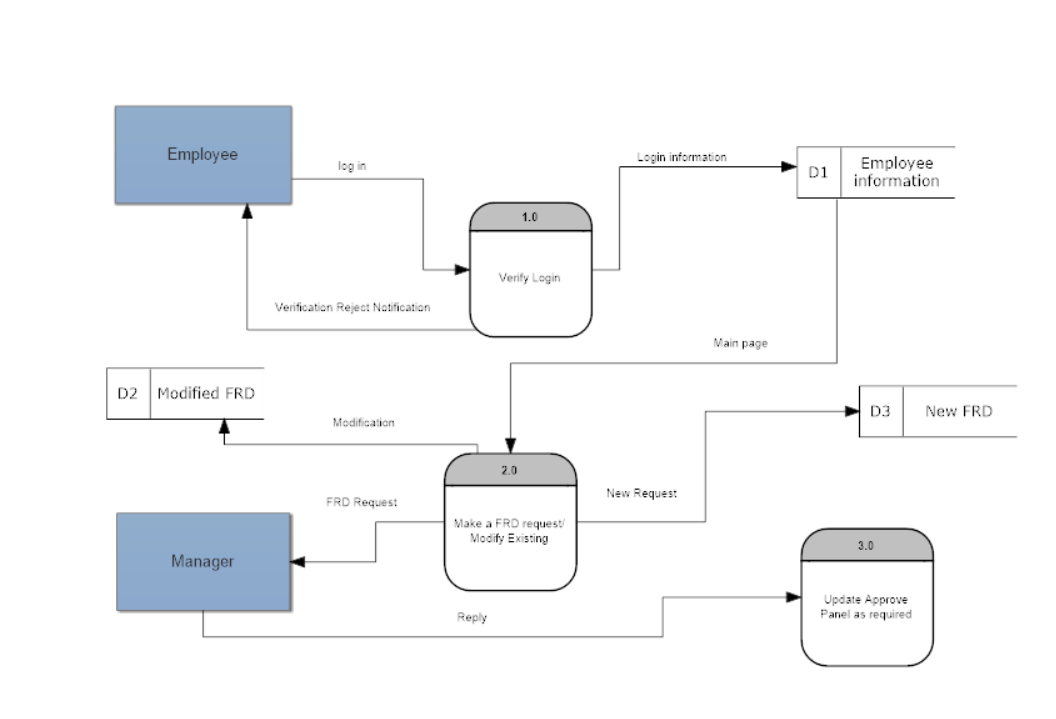 Employee
log in
Login information
D1
Employee
information
1.0
Verify Login
Verification Reject Notification
Main page
D2
Modified FRD
D3
New FRD
Modification
2.0
FRD Request
New Request
Make a FRD request/
Modify Existing
Manager
3.0
Update Approve
Panel as required
Reply